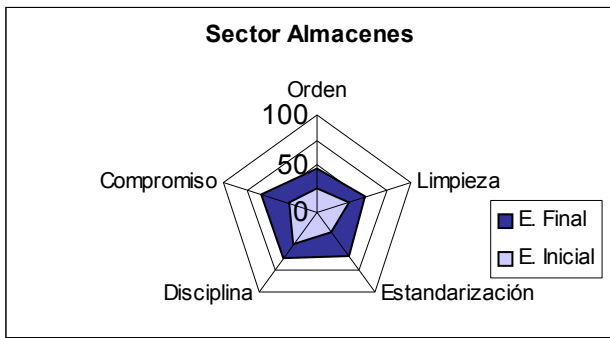 Sector Almacenes
Orden
100
50
0
Compromiso
Limpieza
Disciplina
Estandarización
E. Final
E. Inicial